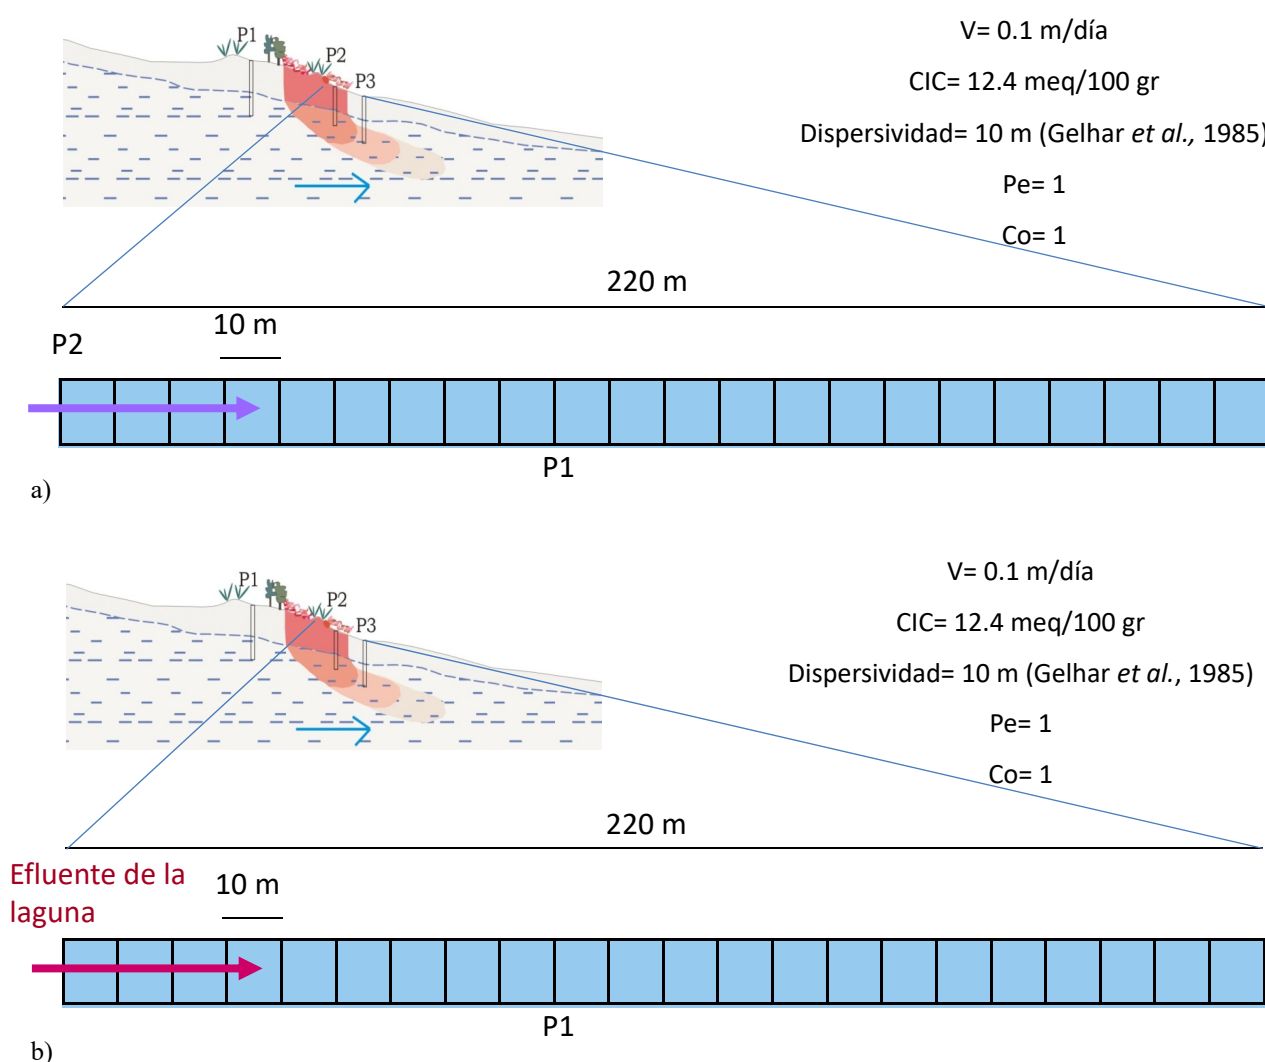 P1
P2
P3
V= 0.1 m/día
CIC= 12.4 meq/100 gr
Dispersividad= 10 m (Gelhar et al., 1985)
Pe= 1
Co= 1
220 m
10 m
P2
P1
a)
P1
P2
P3
V= 0.1 m/día
CIC= 12.4 meq/100 gr
Dispersividad= 10 m (Gelhar et al., 1985)
Pe= 1
Co= 1
220 m
Efluente de la
laguna
10 m
P1
b)